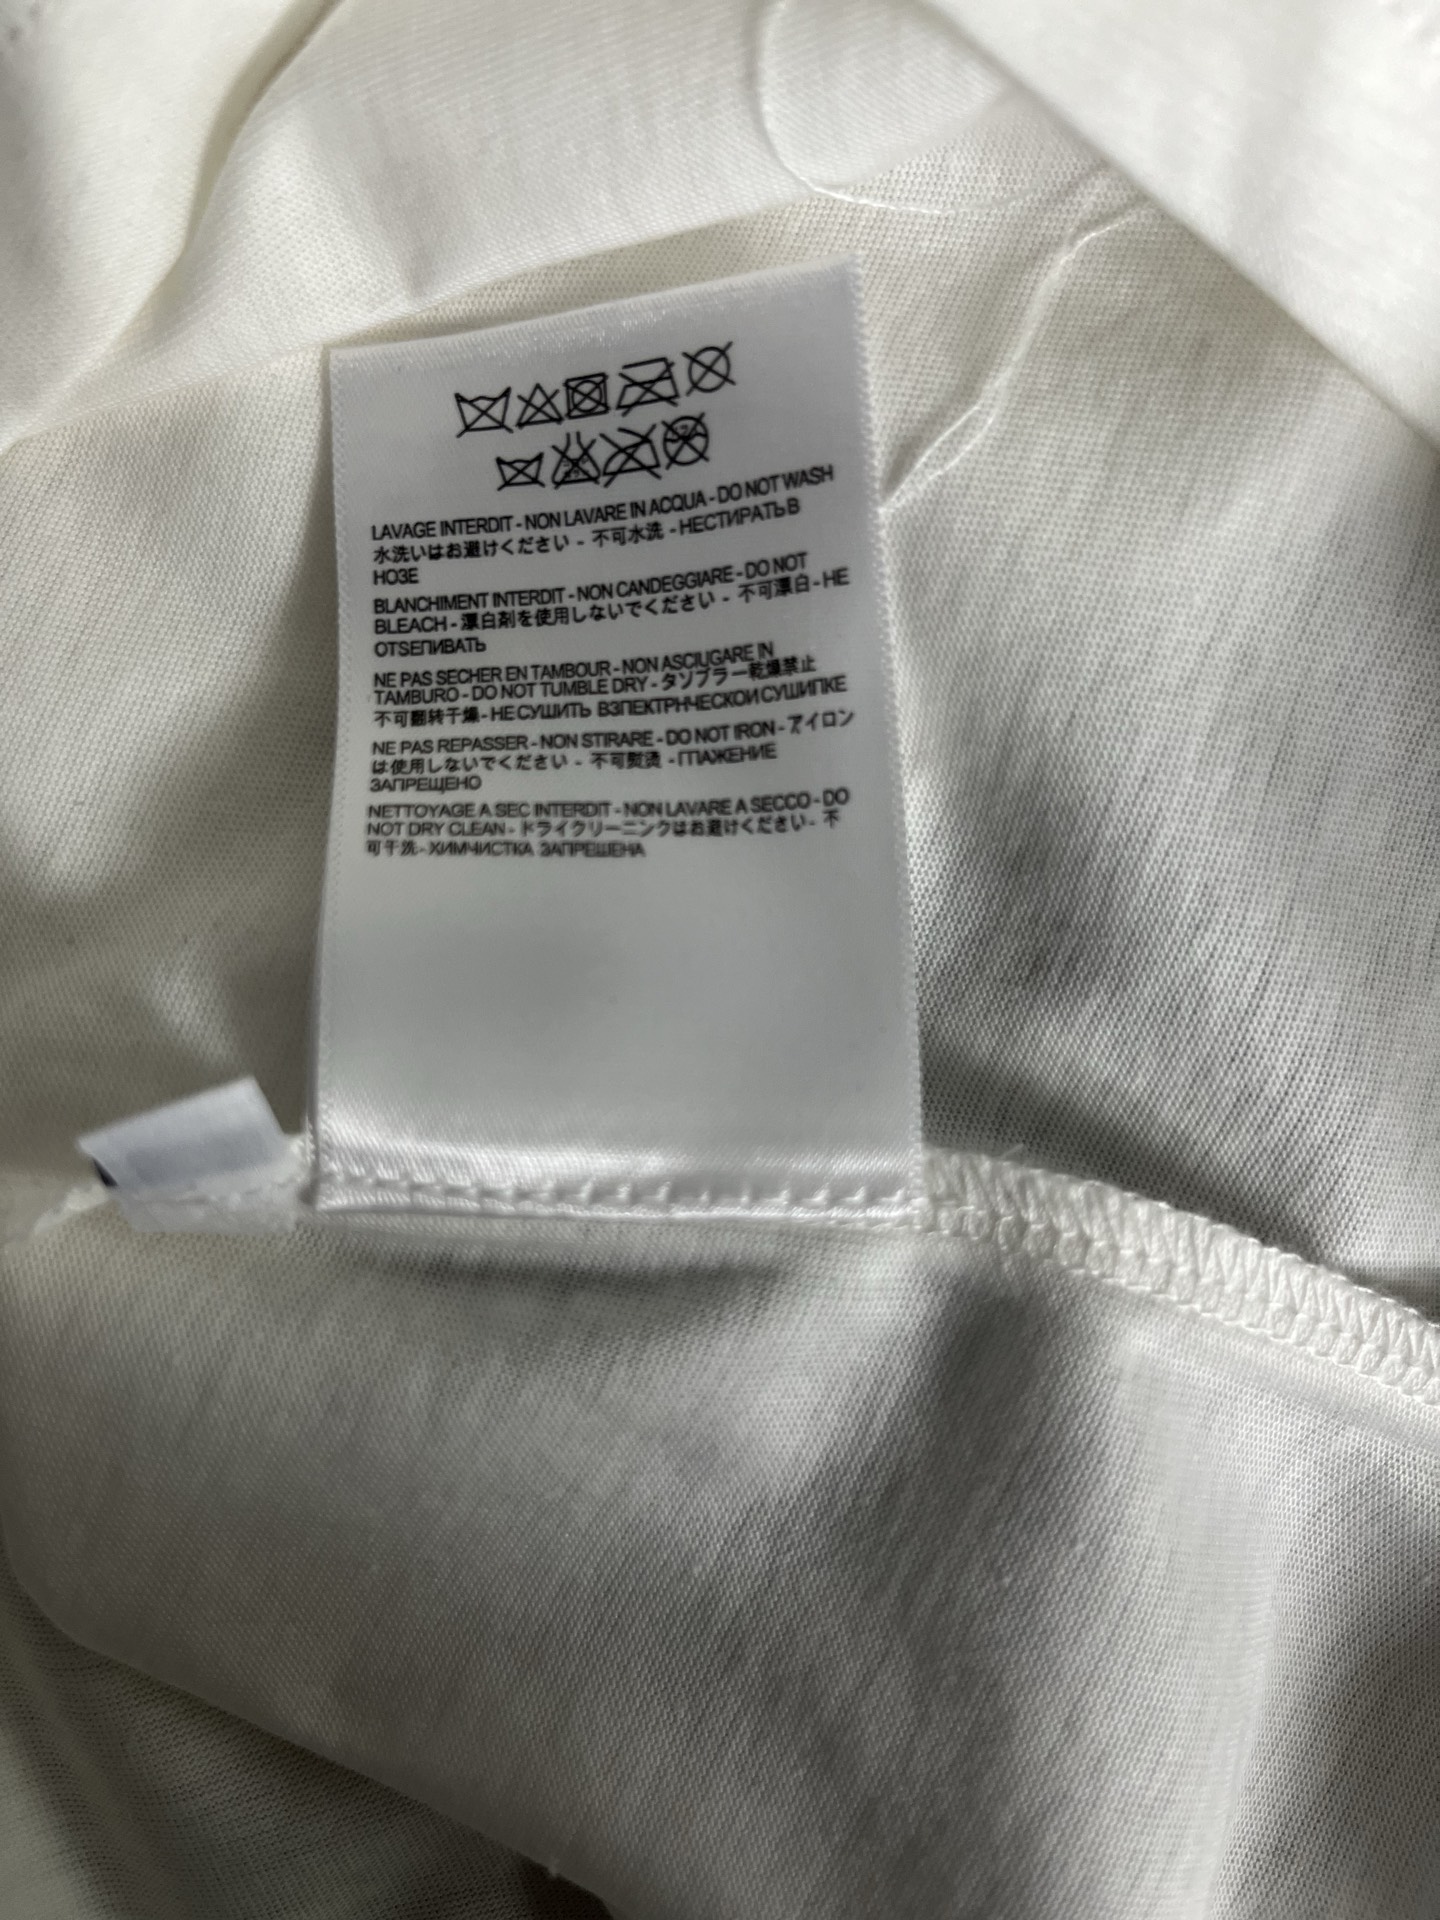 LAVAGE INTERDIT - NON LAVARE IN ACQUA - DO NOT WASH
水洗いはお避けください - 不可水洗 - НЕСТИРАТЬ В
НОЗЕ
BLANCHIMENT INTERDIT - NON CANDEGGIARE - DO NOT
BLEACH - 漂白剤を使用しないでください - 不可漂白 - НЕ
ОТSЕПИВАТЬ
NE PAS SECHER EN TAMBOUR - NON ASCIUGARE IN
TAMBURO - DO NOT TUMBLE DRY - タソブラー乾燥禁止
不可翻转干燥 - НЕ СУШИТЬ ВЗПЕКТРНЧЕСКОИ СУШИПКЕ
NE PAS REPASSER - NON STIRARE - DO NOT IRON - アイロン
は使用しないでください - 不可熨烫 - ГПАЖЕНИЕ
ЗАПРЕЩЕНО
NETTOYAGE A SEC INTERDIT - NON LAVARE A SECCO - DO
NOT DRY CLEAN - ドライクリーニングはお避けください - 不
可干洗 - ХИМЧИСТКА ЗАПРЕШЕНА